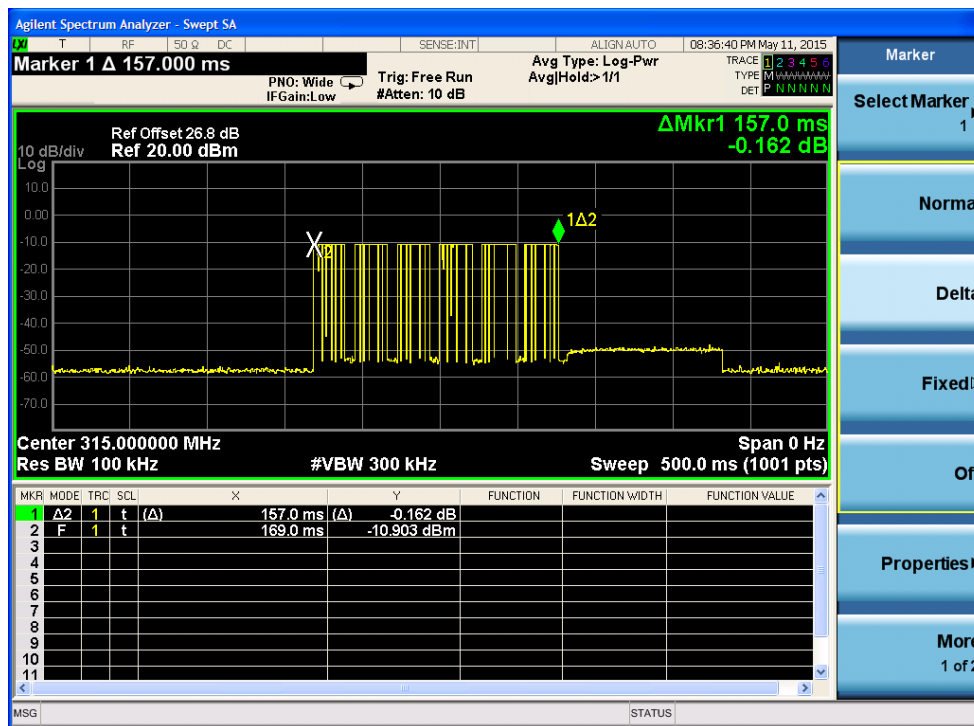 Agilent Spectrum Analyzer - Swept SA
LXI T RF 50 Ω DC SENSE:INT ALIGN AUTO 08:36:40 PM May 11, 2015
Marker 1 Δ 157.000 ms
PNO: Wide
IFGain:Low
Trig: Free Run
#Atten: 10 dB
Avg Type: Log-Pwr
Avg|Hold:>1/1
TRACE 1 2 3 4 5 6
TYPE M
DET P N N N N N
Ref Offset 26.8 dB
10 dB/div Ref 20.00 dBm
Log
ΔMkr1 157.0 ms
-0.162 dB
10.0
0.00
-10.0
-20.0
-30.0
-40.0
-50.0
-60.0
-70.0
2
1Δ2
Center 315.000000 MHz Span 0 Hz
Res BW 100 kHz #VBW 300 kHz Sweep 500.0 ms (1001 pts)
MKR MODE TRC SCL X Y FUNCTION FUNCTION WIDTH FUNCTION VALUE
1 Δ2 1 t (Δ) 157.0 ms (Δ) -0.162 dB
2 F 1 t 169.0 ms -10.903 dBm
3
4
5
6
7
8
9
10
11
MSG STATUS
Marker
Select Marker
1
Norma
Delta
Fixed
Of
Properties
More
1 of 2